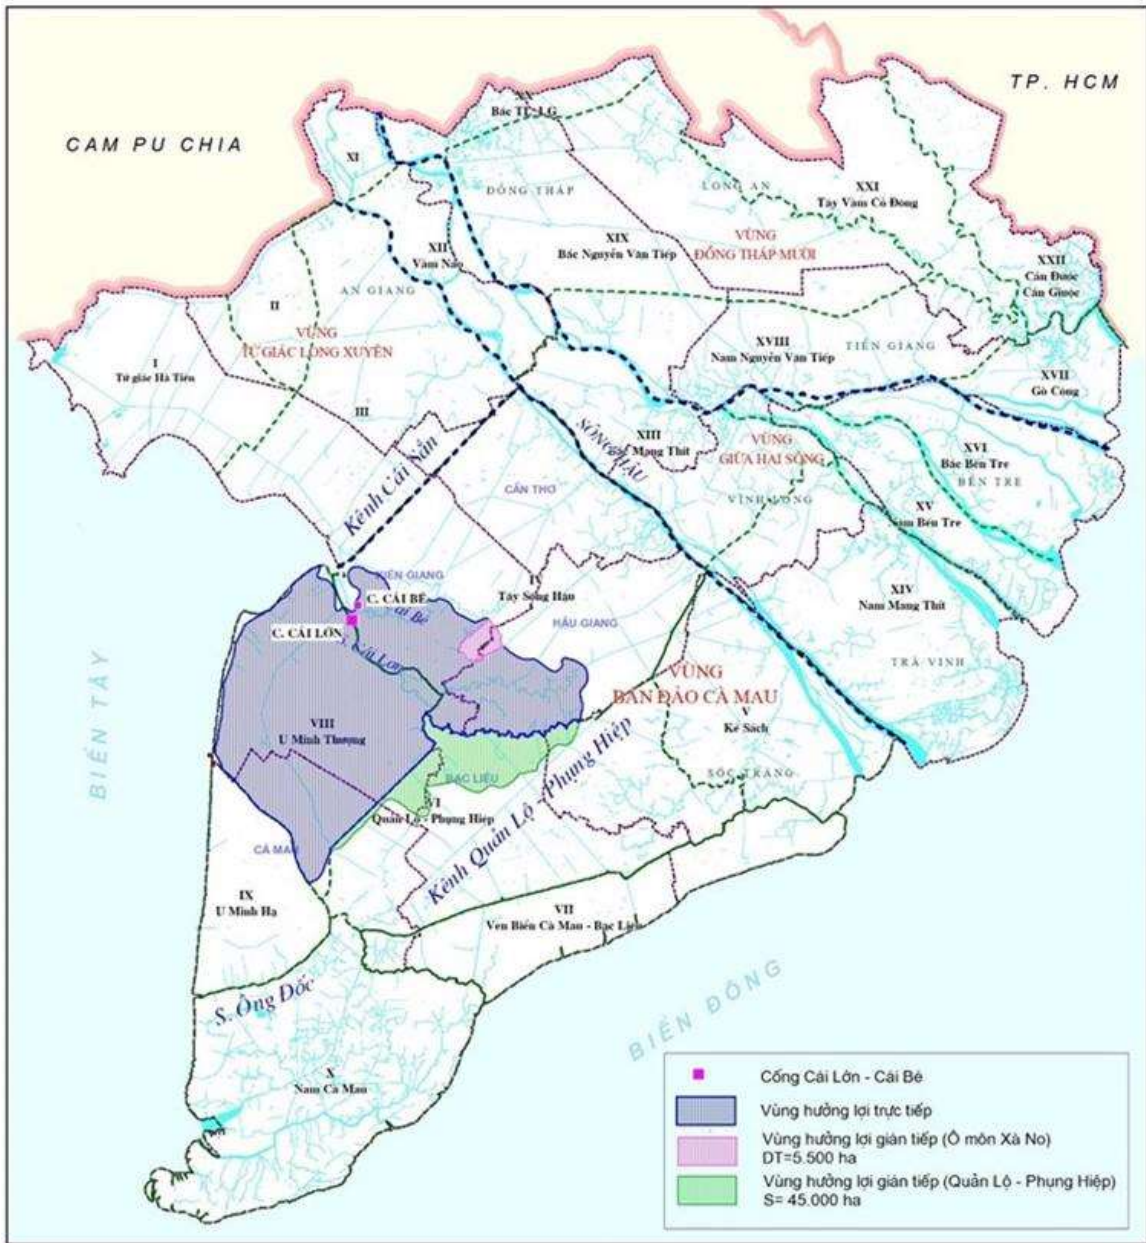 TP. HCM
CAM PU CHIA
XX
Bắc TL-LG
XI
ĐỒNG THÁP
LONG AN
XXI
Tây Vàm Cỏ Đông
XII
Vàm Nao
XIX
Bắc Nguyễn Văn Tiếp
VÙNG
ĐỒNG THÁP MƯỜI
XXII
Cần Đước
Cần Giuộc
AN GIANG
II
VÙNG
TỨ GIÁC LONG XUYÊN
XVIII
Nam Nguyễn Văn Tiếp
TIỀN GIANG
I
Tứ giác Hà Tiên
XVII
Gò Công
III
XIII
Bắc Mang Thít
SÔNG HẬU
VÙNG
GIỮA HAI SÔNG
XVI
Bắc Bến Tre
BẾN TRE
Kênh Cái Sắn
CẦN THƠ
VĨNH LONG
XV
Nam Bến Tre
KIÊN GIANG
C. CÁI BÉ
Cái Bé
Tây Sông Hậu
XIV
Nam Mang Thít
C. CÁI LỚN
Cái Lớn
HẬU GIANG
TRÀ VINH
VÙNG
BÁN ĐẢO CÀ MAU
BIỂN TÂY
VIII
U Minh Thượng
V
Kế Sách
BẠC LIÊU
SÓC TRĂNG
VI
Quản Lộ - Phụng Hiệp
Kênh Quản Lộ - Phụng Hiệp
CÀ MAU
IX
U Minh Hạ
VII
Ven Biển Cà Mau - Bạc Liêu
S. Ông Đốc
BIỂN ĐÔNG
X
Nam Cà Mau
Cống Cái Lớn - Cái Bé
Vùng hưởng lợi trực tiếp
Vùng hưởng lợi gián tiếp (Ô môn Xà No)
DT=5.500 ha
Vùng hưởng lợi gián tiếp (Quản Lộ - Phụng Hiệp)
S= 45.000 ha